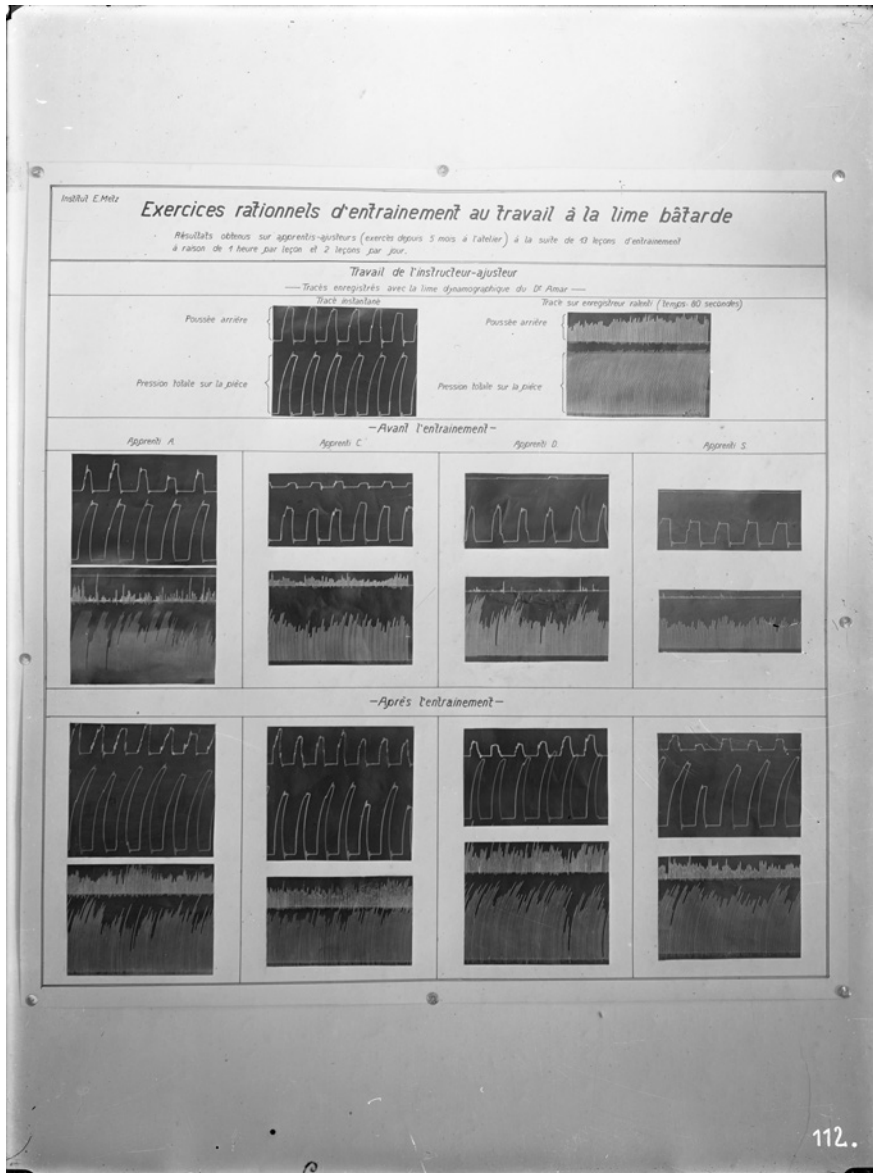 Institut E. Metz
Exercices rationnels d'entrainement au travail à la lime bâtarde
Résultats obtenus sur apprentis-ajusteurs (exercés depuis 5 mois à l'atelier) à la suite de 13 leçons d'entrainement
à raison de 1 heure par leçon et 2 leçons par jour.
Travail de l'instructeur-ajusteur
Tracés enregistrés avec la lime dynamographique du Dr Amar
Tracé instantané
Tracé sur enregistreur ralenti (temps: 80 secondes)
Poussée arrière
Poussée arrière
Pression totale sur la pièce
Pression totale sur la pièce
-Avant l'entrainement-
Apprenti A.
Apprenti C.
Apprenti D.
Apprenti S.
-Après l'entrainement-
112.